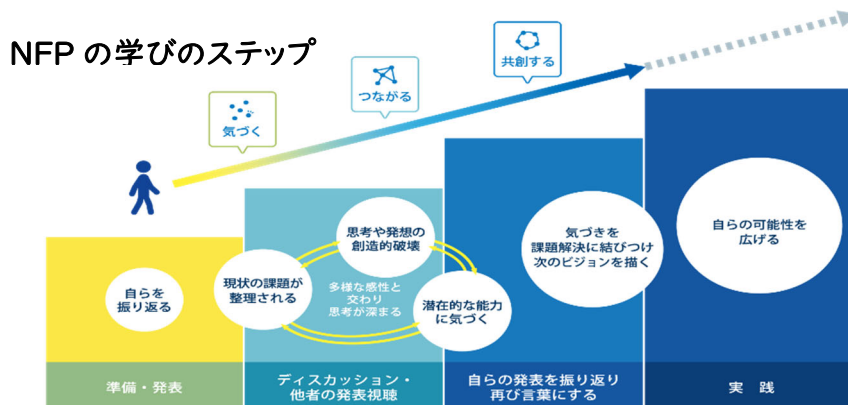 NFP の学びのステップ
気づく
つながる
共創する
自らを
振り返る
現状の課題が
整理される
思考や発想の
創造的破壊
多様な感性と
交わり
思考が深まる
潜在的な能力
に気づく
気づきを
課題解決に結びつけ
次のビジョンを描く
自らの可能性を
広げる
準備・発表
ディスカッション・
他者の発表視聴
自らの発表を振り返り
再び言葉にする
実 践